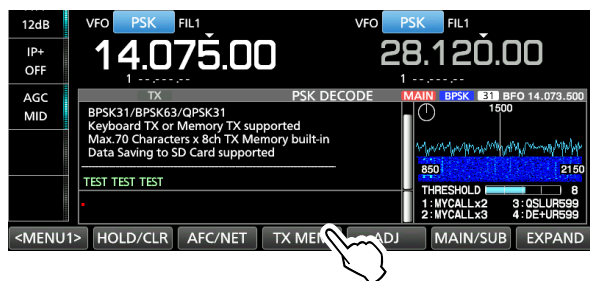 12dB
VFO PSK FIL1
VFO PSK FIL1
IP+
OFF
14.075.00
28.120.00
1 --.---.--
1 --.---.--
AGC
MID
TX PSK DECODE MAIN BPSK 31 BFO 14.073.500
BPSK31/BPSK63/QPSK31
Keyboard TX or Memory TX supported
Max.70 Characters x 8ch TX Memory built-in
Data Saving to SD Card supported
TEST TEST TEST
1500
850 2150
THRESHOLD 8
1:MYCALLx2 3:QSLUR599
2:MYCALLx3 4:DE+UR599
<MENU1> HOLD/CLR AFC/NET TX MEM ADJ MAIN/SUB EXPAND